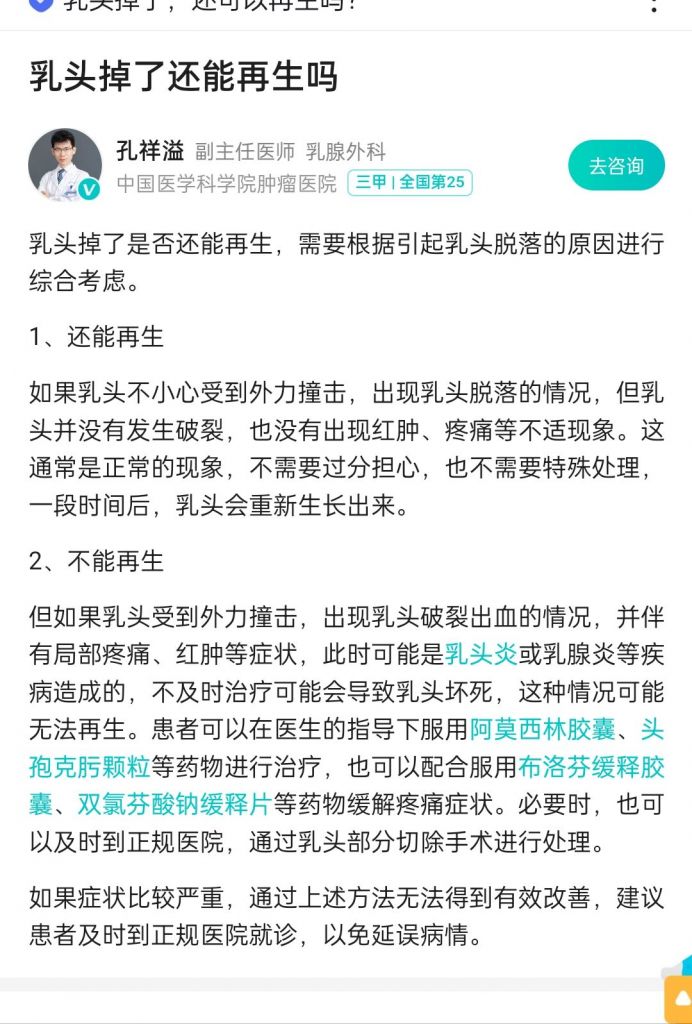 乳头掉了，还可以再生吗？
乳头掉了还能再生吗
孔祥溢 副主任医师 乳腺外科
中国医学科学院肿瘤医院 三甲 | 全国第25
去咨询
乳头掉了是否还能再生，需要根据引起乳头脱落的原因进行
综合考虑。
1、还能再生
如果乳头不小心受到外力撞击，出现乳头脱落的情况，但乳
头并没有发生破裂，也没有出现红肿、疼痛等不适现象。这
通常是正常的现象，不需要过分担心，也不需要特殊处理，
一段时间后，乳头会重新生长出来。
2、不能再生
但如果乳头受到外力撞击，出现乳头破裂出血的情况，并伴
有局部疼痛、红肿等症状，此时可能是乳头炎或乳腺炎等疾
病造成的，不及时治疗可能会导致乳头坏死，这种情况可能
无法再生。患者可以在医生的指导下服用阿莫西林胶囊、头
孢克肟颗粒等药物进行治疗，也可以配合服用布洛芬缓释胶
囊、双氯芬酸钠缓释片等药物缓解疼痛症状。必要时，也可
以及时到正规医院，通过乳头部分切除手术进行处理。
如果症状比较严重，通过上述方法无法得到有效改善，建议
患者及时到正规医院就诊，以免延误病情。